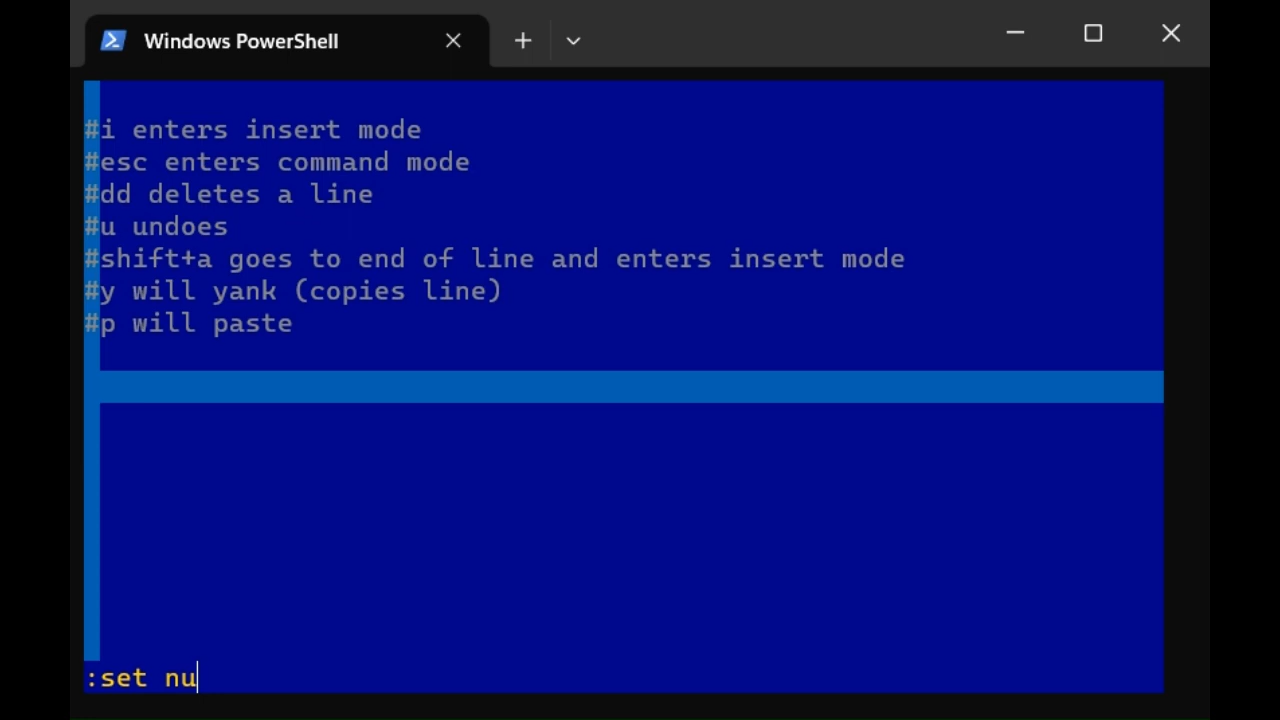 Windows PowerShell
#i enters insert mode
#esc enters command mode
#dd deletes a line
#u undoes
#shift+a goes to end of line and enters insert mode
#y will yank (copies line)
#p will paste
:set nu